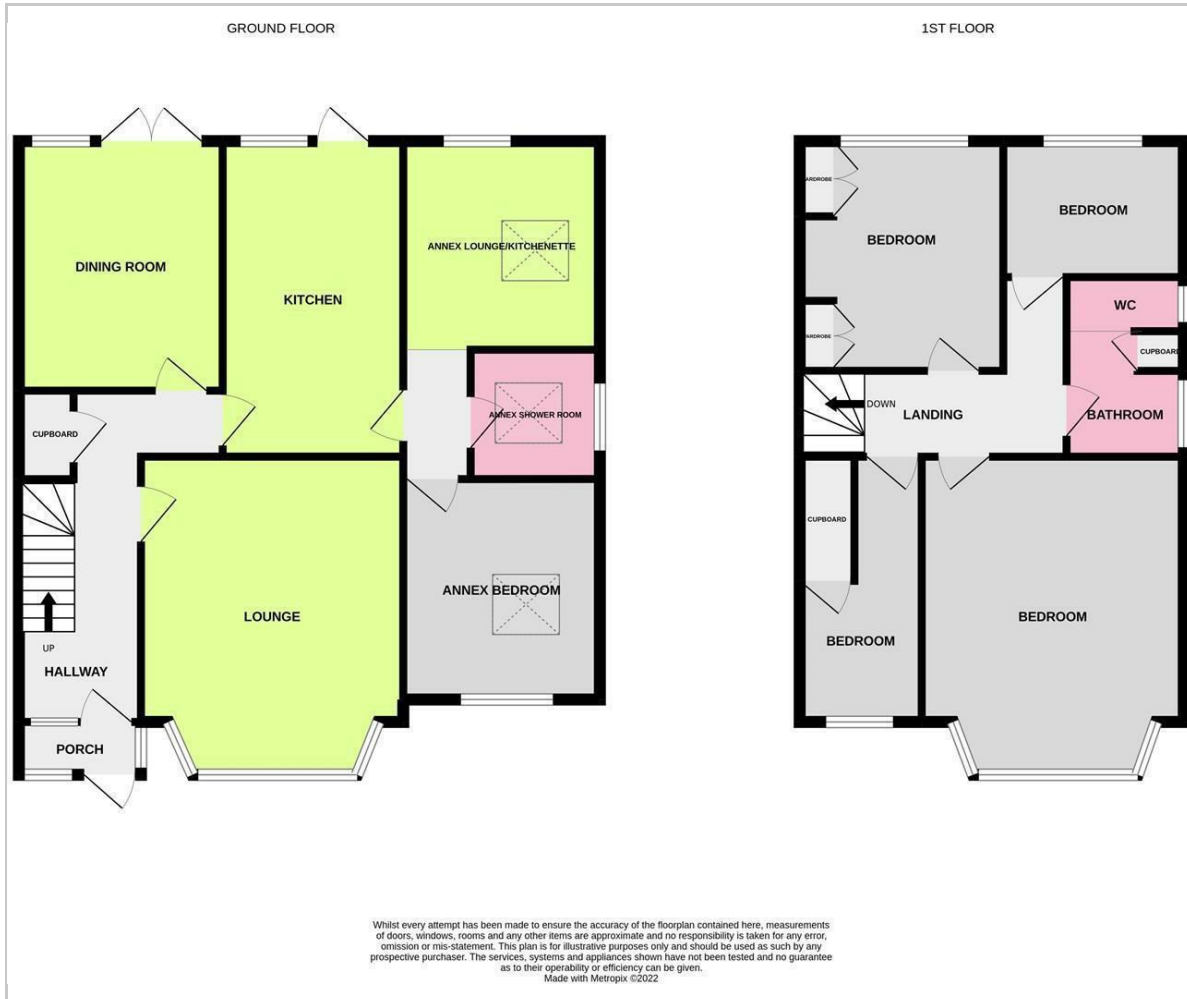 GROUND FLOOR
1ST FLOOR
DINING ROOM
KITCHEN
ANNEX LOUNGE/KITCHENETTE
CUPBOARD
ANNEX SHOWER ROOM
LOUNGE
ANNEX BEDROOM
UP
HALLWAY
PORCH
ARDROBE
BEDROOM
BEDROOM
ARDROBE
WC
CUPBOARD
DOWN
LANDING
BATHROOM
CUPBOARD
BEDROOM
BEDROOM
Whilst every attempt has been made to ensure the accuracy of the floorplan contained here, measurements
of doors, windows, rooms and any other items are approximate and no responsibility is taken for any error,
omission or mis-statement. This plan is for illustrative purposes only and should be used as such by any
prospective purchaser. The services, systems and appliances shown have not been tested and no guarantee
as to their operability or efficiency can be given.
Made with Metropix ©2022